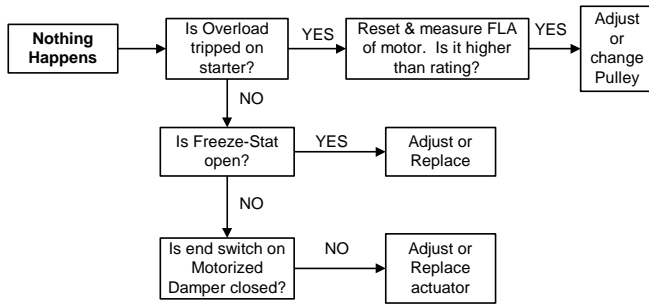 Nothing
Happens
Is Overload
tripped on
starter?
YES
Reset & measure FLA
of motor. Is it higher
than rating?
YES
Adjust
or
change
Pulley
NO
Is Freeze-Stat
open?
YES
Adjust or
Replace
NO
Is end switch on
Motorized
Damper closed?
NO
Adjust or
Replace
actuator